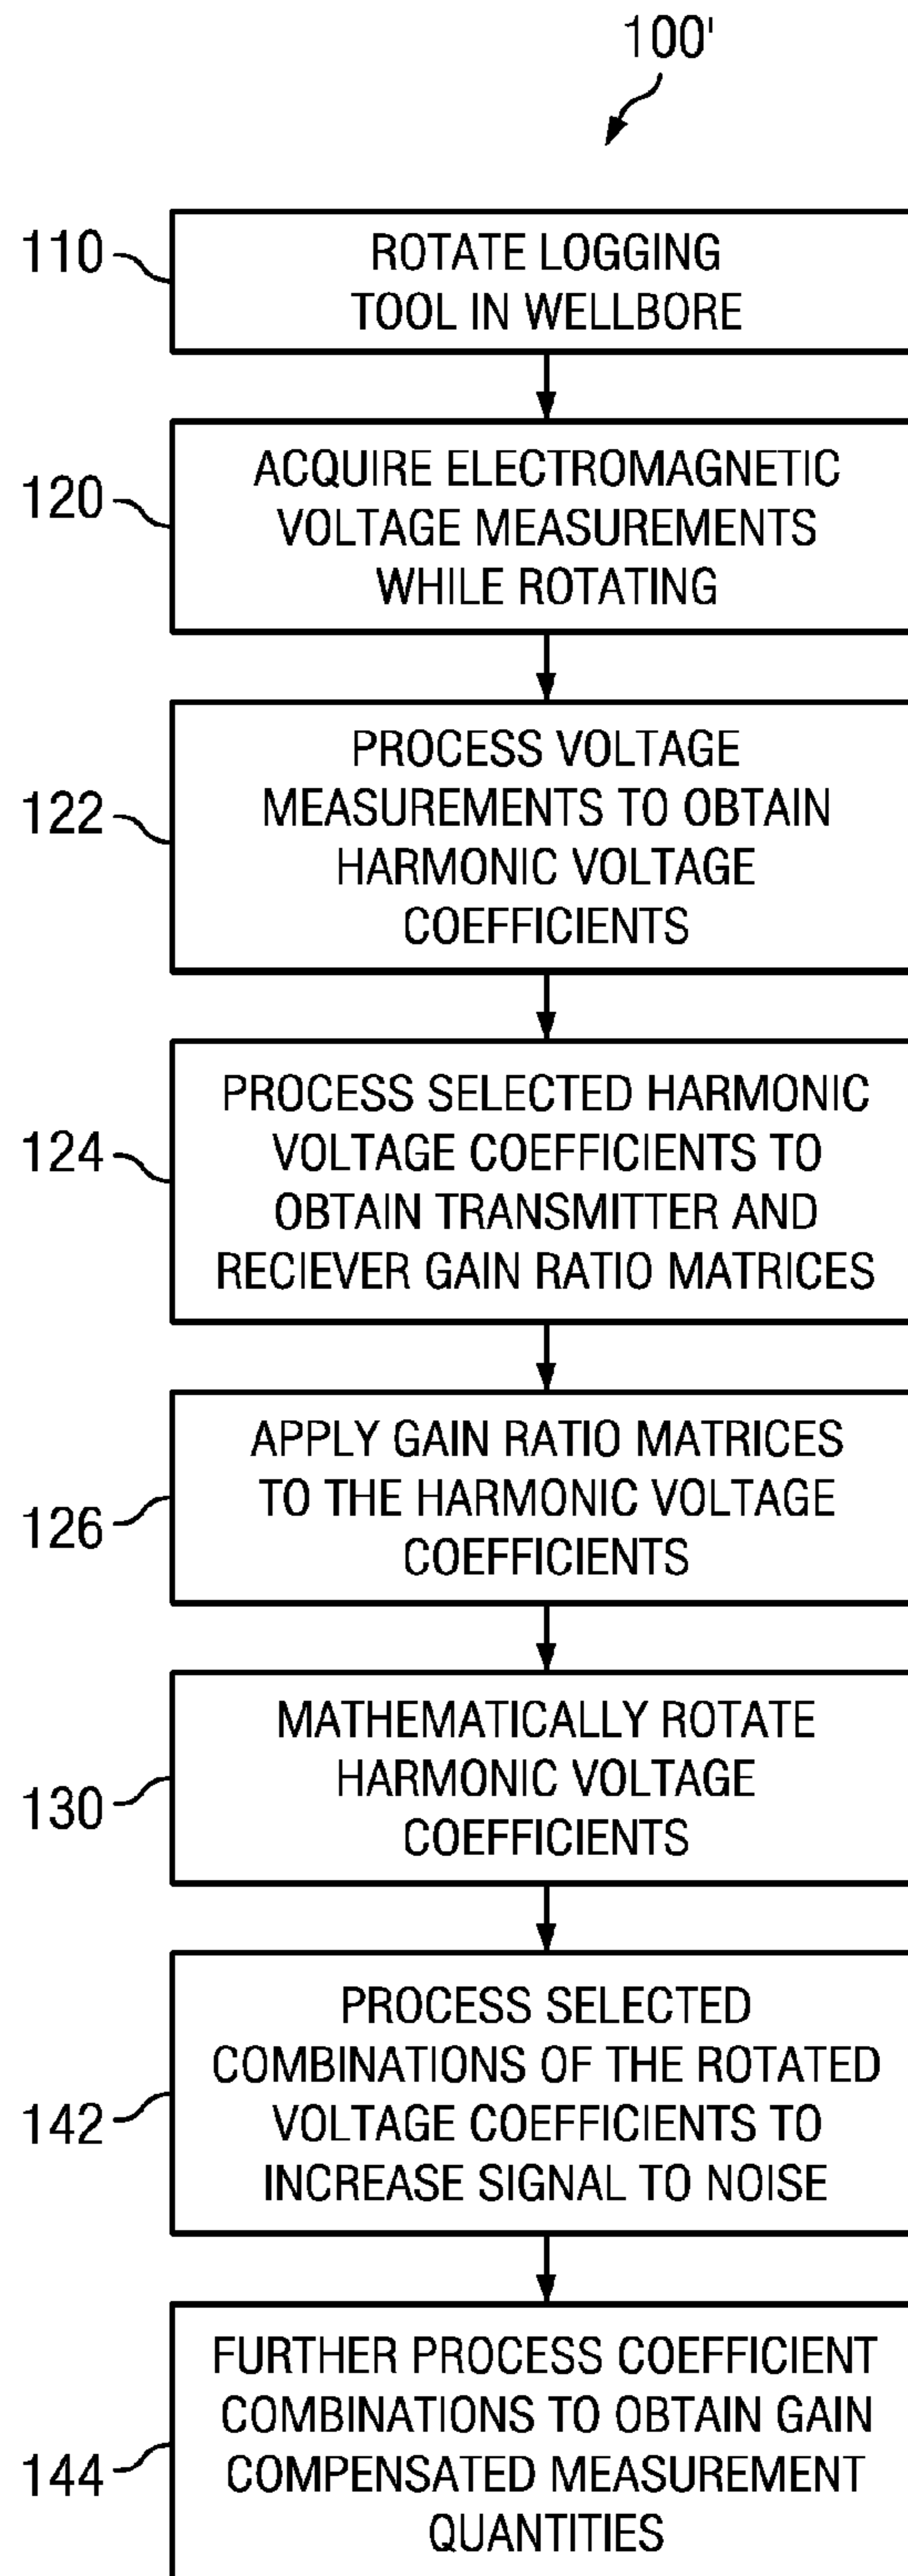 100'
110
ROTATE LOGGING
TOOL IN WELLBORE
120
ACQUIRE ELECTROMAGNETIC
VOLTAGE MEASUREMENTS
WHILE ROTATING
122
PROCESS VOLTAGE
MEASUREMENTS TO OBTAIN
HARMONIC VOLTAGE
COEFFICIENTS
124
PROCESS SELECTED HARMONIC
VOLTAGE COEFFICIENTS TO
OBTAIN TRANSMITTER AND
RECIEVER GAIN RATIO MATRICES
126
APPLY GAIN RATIO MATRICES
TO THE HARMONIC VOLTAGE
COEFFICIENTS
130
MATHEMATICALLY ROTATE
HARMONIC VOLTAGE
COEFFICIENTS
142
PROCESS SELECTED
COMBINATIONS OF THE ROTATED
VOLTAGE COEFFICIENTS TO
INCREASE SIGNAL TO NOISE
144
FURTHER PROCESS COEFFICIENT
COMBINATIONS TO OBTAIN GAIN
COMPENSATED MEASUREMENT
QUANTITIES